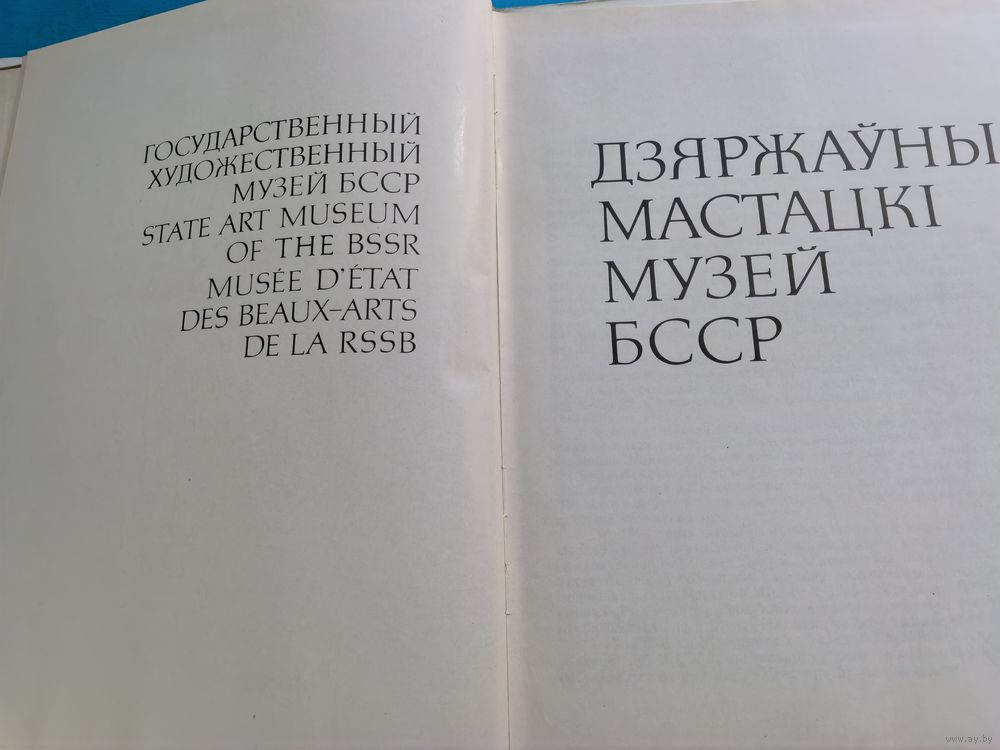 ГОСУДАРСТВЕННЫЙ
ХУДОЖЕСТВЕННЫЙ
МУЗЕЙ БССР
STATE ART MUSEUM
OF THE BSSR
MUSÉE D'ÉTAT
DES BEAUX-ARTS
DE LA RSSB
ДЗЯРЖАЎНЫ
МАСТАЦКІ
МУЗЕЙ
БССР
www.ay.by